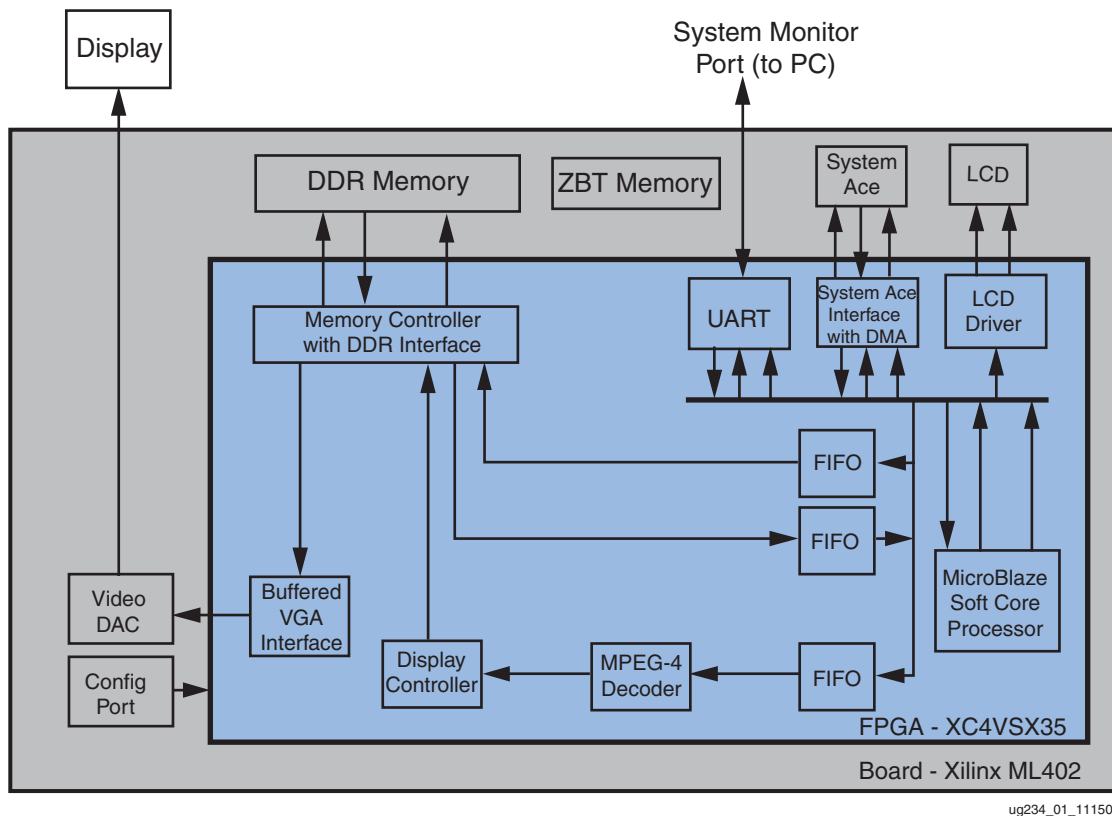 Display
System Monitor
Port (to PC)
DDR Memory
ZBT Memory
System
Ace
LCD
Memory Controller
with DDR Interface
UART
System Ace
Interface
with DMA
LCD
Driver
FIFO
FIFO
MicroBlaze
Soft Core
Processor
Video
DAC
Buffered
VGA
Interface
Config
Port
Display
Controller
MPEG-4
Decoder
FIFO
FPGA - XC4VSX35
Board - Xilinx ML402
ug234_01_11150